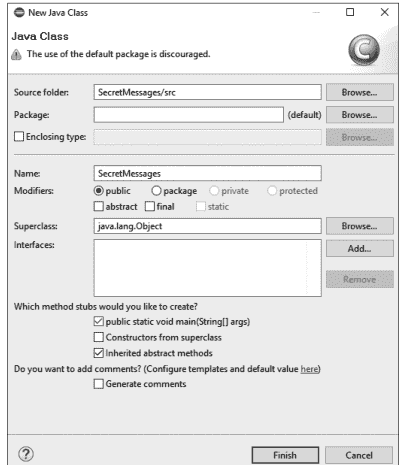 New Java Class
Java Class
The use of the default package is discouraged.
C
Source folder: SecretMessages/src Browse...
Package: (default) Browse...
Enclosing type: Browse...
Name: SecretMessages
Modifiers: public package private protected
abstract final static
Superclass: java.lang.Object Browse...
Interfaces: Add...
Remove
Which method stubs would you like to create?
public static void main(String[] args)
Constructors from superclass
Inherited abstract methods
Do you want to add comments? (Configure templates and default value here)
Generate comments
? Finish Cancel